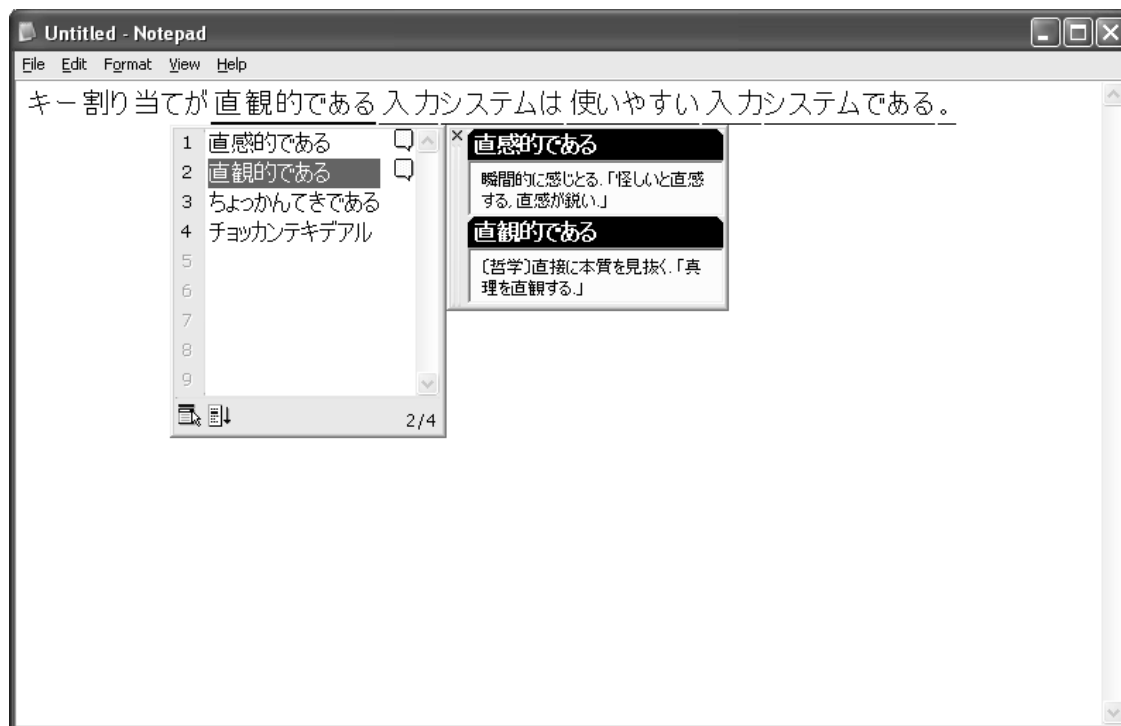 Untitled - Notepad
File Edit Format View Help
キー割り当てが直観的である入力システムは使いやすい入力システムである。
1 直感的である
2 直観的である
3 ちょっかんてきである
4 チョッカンテキデアル
5
6
7
8
9
2/4
直感的である
瞬間的に感じとる.「怪しいと直感
する, 直感が鋭い.」
直観的である
〔哲学〕直接に本質を見抜く.「真
理を直観する.」